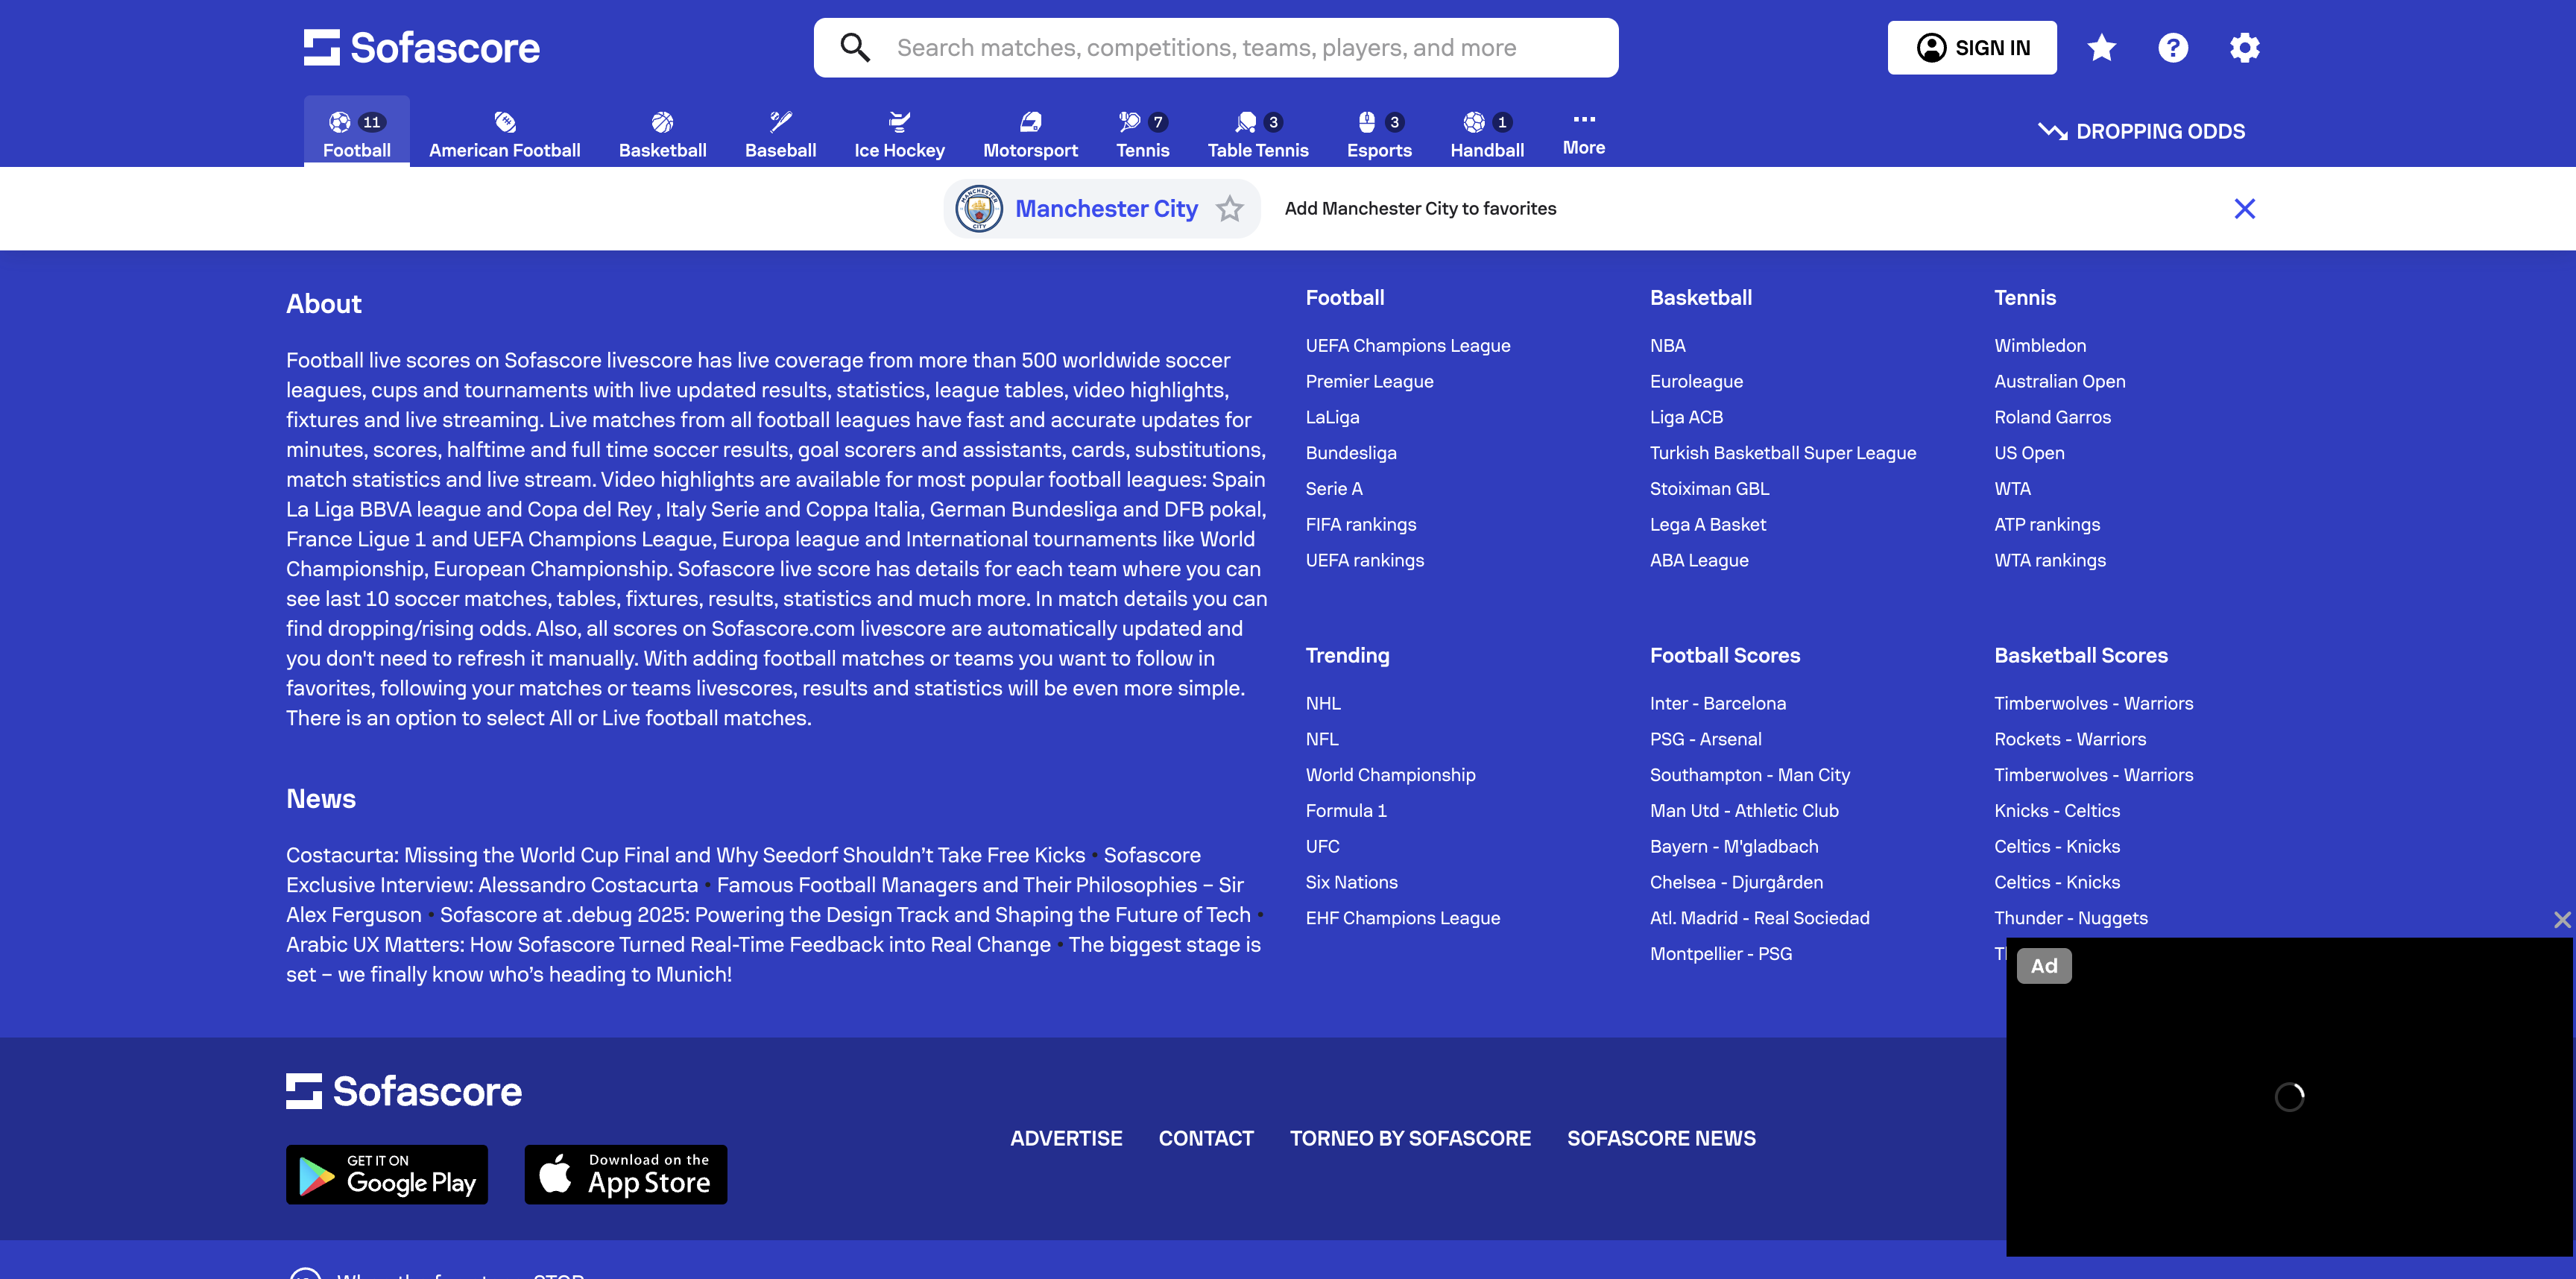 Sofascore
Search matches, competitions, teams, players, and more
SIGN IN
11
Football
American Football
Basketball
Baseball
Ice Hockey
Motorsport
7
Tennis
3
Table Tennis
3
Esports
1
Handball
More
DROPPING ODDS
Manchester City
Add Manchester City to favorites
About
Football live scores on Sofascore livescore has live coverage from more than 500 worldwide soccer
leagues, cups and tournaments with live updated results, statistics, league tables, video highlights,
fixtures and live streaming. Live matches from all football leagues have fast and accurate updates for
minutes, scores, halftime and full time soccer results, goal scorers and assistants, cards, substitutions,
match statistics and live stream. Video highlights are available for most popular football leagues: Spain
La Liga BBVA league and Copa del Rey , Italy Serie and Coppa Italia, German Bundesliga and DFB pokal,
France Ligue 1 and UEFA Champions League, Europa league and International tournaments like World
Championship, European Championship. Sofascore live score has details for each team where you can
see last 10 soccer matches, tables, fixtures, results, statistics and much more. In match details you can
find dropping/rising odds. Also, all scores on Sofascore.com livescore are automatically updated and
you don't need to refresh it manually. With adding football matches or teams you want to follow in
favorites, following your matches or teams livescores, results and statistics will be even more simple.
There is an option to select All or Live football matches.
News
Costacurta: Missing the World Cup Final and Why Seedorf Shouldn’t Take Free Kicks • Sofascore
Exclusive Interview: Alessandro Costacurta • Famous Football Managers and Their Philosophies – Sir
Alex Ferguson • Sofascore at .debug 2025: Powering the Design Track and Shaping the Future of Tech •
Arabic UX Matters: How Sofascore Turned Real-Time Feedback into Real Change • The biggest stage is
set – we finally know who’s heading to Munich!
Football
UEFA Champions League
Premier League
LaLiga
Bundesliga
Serie A
FIFA rankings
UEFA rankings
Basketball
NBA
Euroleague
Liga ACB
Turkish Basketball Super League
Stoiximan GBL
Lega A Basket
ABA League
Tennis
Wimbledon
Australian Open
Roland Garros
US Open
WTA
ATP rankings
WTA rankings
Trending
NHL
NFL
World Championship
Formula 1
UFC
Six Nations
EHF Champions League
Football Scores
Inter - Barcelona
PSG - Arsenal
Southampton - Man City
Man Utd - Athletic Club
Bayern - M'gladbach
Chelsea - Djurgården
Atl. Madrid - Real Sociedad
Montpellier - PSG
Basketball Scores
Timberwolves - Warriors
Rockets - Warriors
Timberwolves - Warriors
Knicks - Celtics
Celtics - Knicks
Celtics - Knicks
Thunder - Nuggets
Ad
Sofascore
GET IT ON
Google Play
Download on the
App Store
ADVERTISE
CONTACT
TORNEO BY SOFASCORE
SOFASCORE NEWS